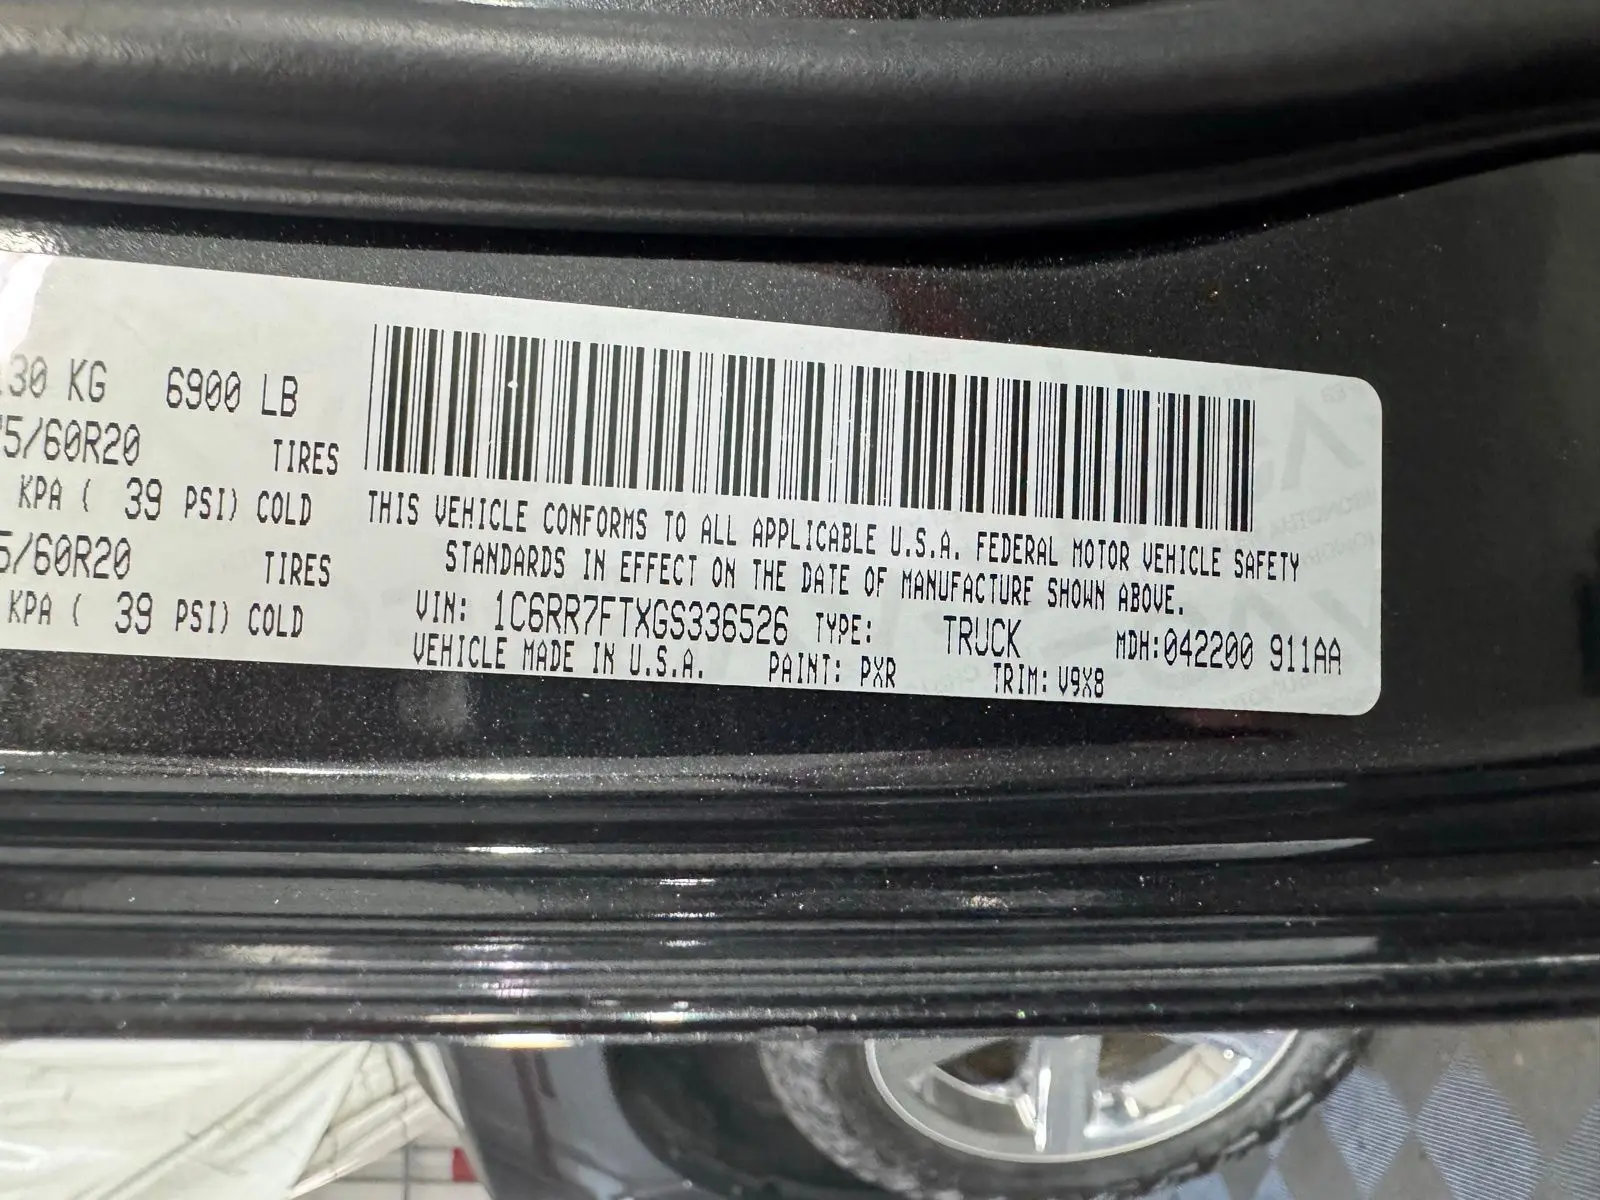 130 KG 6900 LB
75/60R20 TIRES
KPA ( 39 PSI) COLD
5/60R20 TIRES
KPA ( 39 PSI) COLD
THIS VEHICLE CONFORMS TO ALL APPLICABLE U.S.A. FEDERAL MOTOR VEHICLE SAFETY
STANDARDS IN EFFECT ON THE DATE OF MANUFACTURE SHOWN ABOVE.
VIN: 1C6RR7FTXGS336526 TYPE: TRUCK MDH:042200 911AA
VEHICLE MADE IN U.S.A. PAINT: PXR TRIM: V9X8